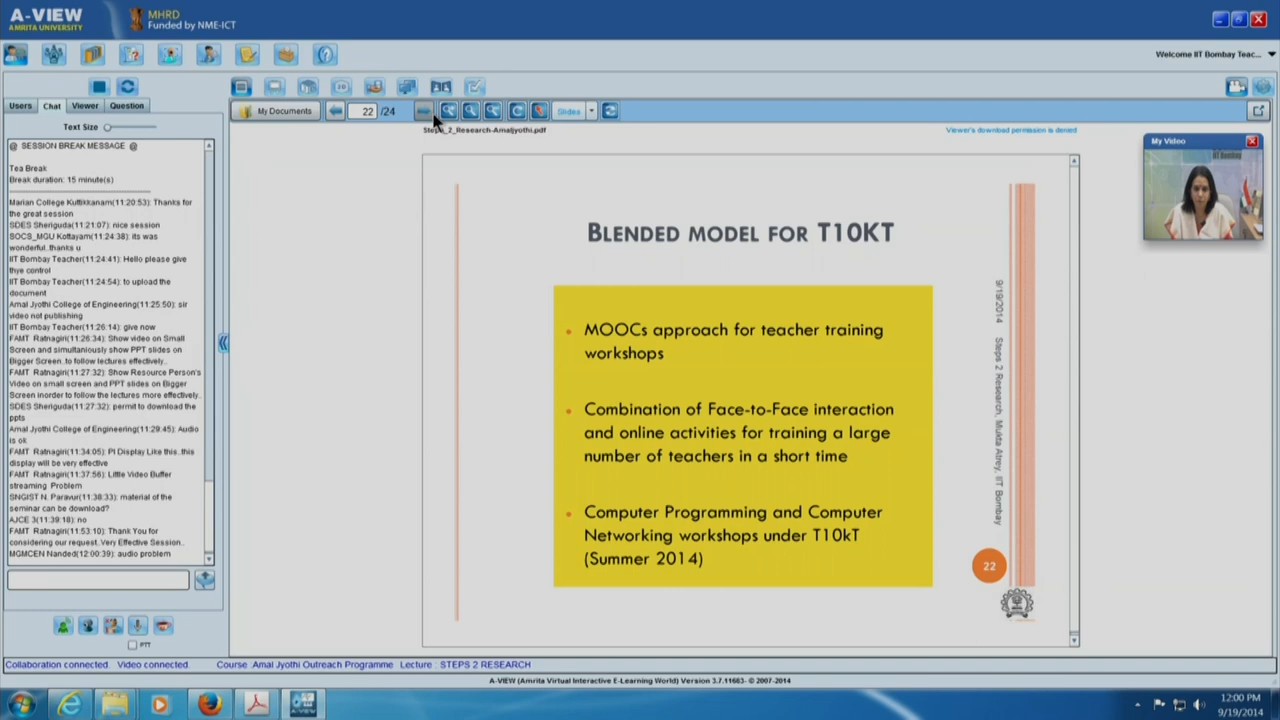 A-VIEW
AMRITA UNIVERSITY
MHRD
Funded by NME-ICT
Welcome IIT Bombay Teac...
Users Chat Viewer Question
Text Size
@ SESSION BREAK MESSAGE @
Tea Break
Break duration: 15 minute(s)
Marian College Kuttikkanam(11:20:53): Thanks for
the great session
SDES Sheriguda(11:21:07): nice session
SOCS_MGU Kottayam(11:24:38): its was
wonderful..thanks u
IIT Bombay Teacher(11:24:41): Hello please give
thye control
IIT Bombay Teacher(11:24:54): to upload the
document
Amal Jyothi College of Engineering(11:25:50): sir
video not publishing
IIT Bombay Teacher(11:26:14): give now
FAMT Ratnagiri(11:26:34): Show video on Small
Screen and simultaniously show PPT slides on
Bigger Screen..to follow lectures effectively..
FAMT Ratnagiri(11:27:32): Show Resource Person's
Video on small screen and PPT slides on Bigger
Screen inorder to follow the lectures more effectively..
SDES Sheriguda(11:27:32): permit to download the
ppts
Amal Jyothi College of Engineering(11:29:45): Audio
is ok
FAMT Ratnagiri(11:34:05): Pl Display Like this..this
display will be very effective
FAMT Ratnagiri(11:37:56): Little Video Buffer
streaming Problem
SNGIST N. Paravur(11:38:33): material of the
seminar can be download?
AJCE 3(11:39:18): no
FAMT Ratnagiri(11:53:10): Thank You for
considering our request..Very Effective Session..
MGMCEN Nanded(12:00:39): audio problem
PTT
My Documents 22 /24 Slides
Steps_2_Research-Amaljyothi.pdf
Viewer's download permission is denied
My Video
IIT Bombay
BLENDED MODEL FOR T10KT
• MOOCs approach for teacher training
workshops
• Combination of Face-to-Face interaction
and online activities for training a large
number of teachers in a short time
• Computer Programming and Computer
Networking workshops under T10kT
(Summer 2014)
9/19/2014 Steps 2 Research, Mukta Atrey, IIT Bombay
22
Collaboration connected Video connected Course : Amal Jyothi Outreach Programme Lecture : STEPS 2 RESEARCH
A-VIEW (Amrita Virtual Interactive E-Learning World) Version 3.7.11663- © 2007-2014
12:00 PM
9/19/2014